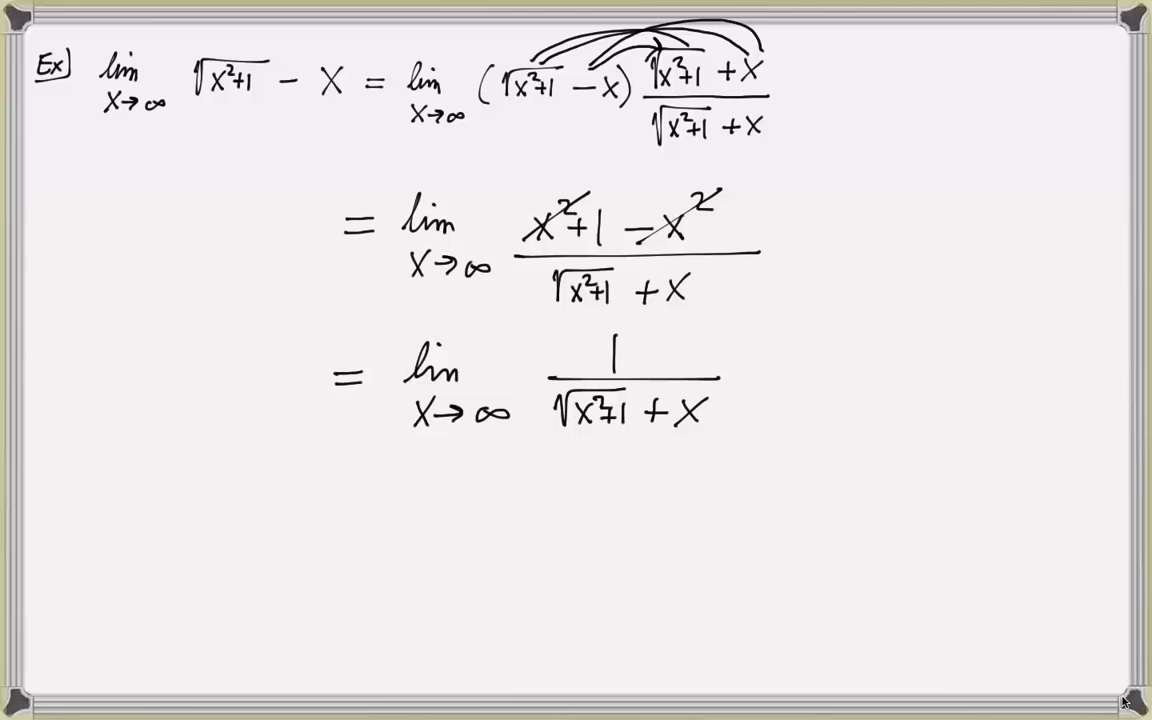 Ex) lim x→∞ √(x²+1) - x = lim x→∞ (√(x²+1) - x) (√(x²+1) + x)/(√(x²+1) + x)
= lim x→∞ (x²+1 - x²)/(√(x²+1) + x)
= lim x→∞ 1/(√(x²+1) + x)